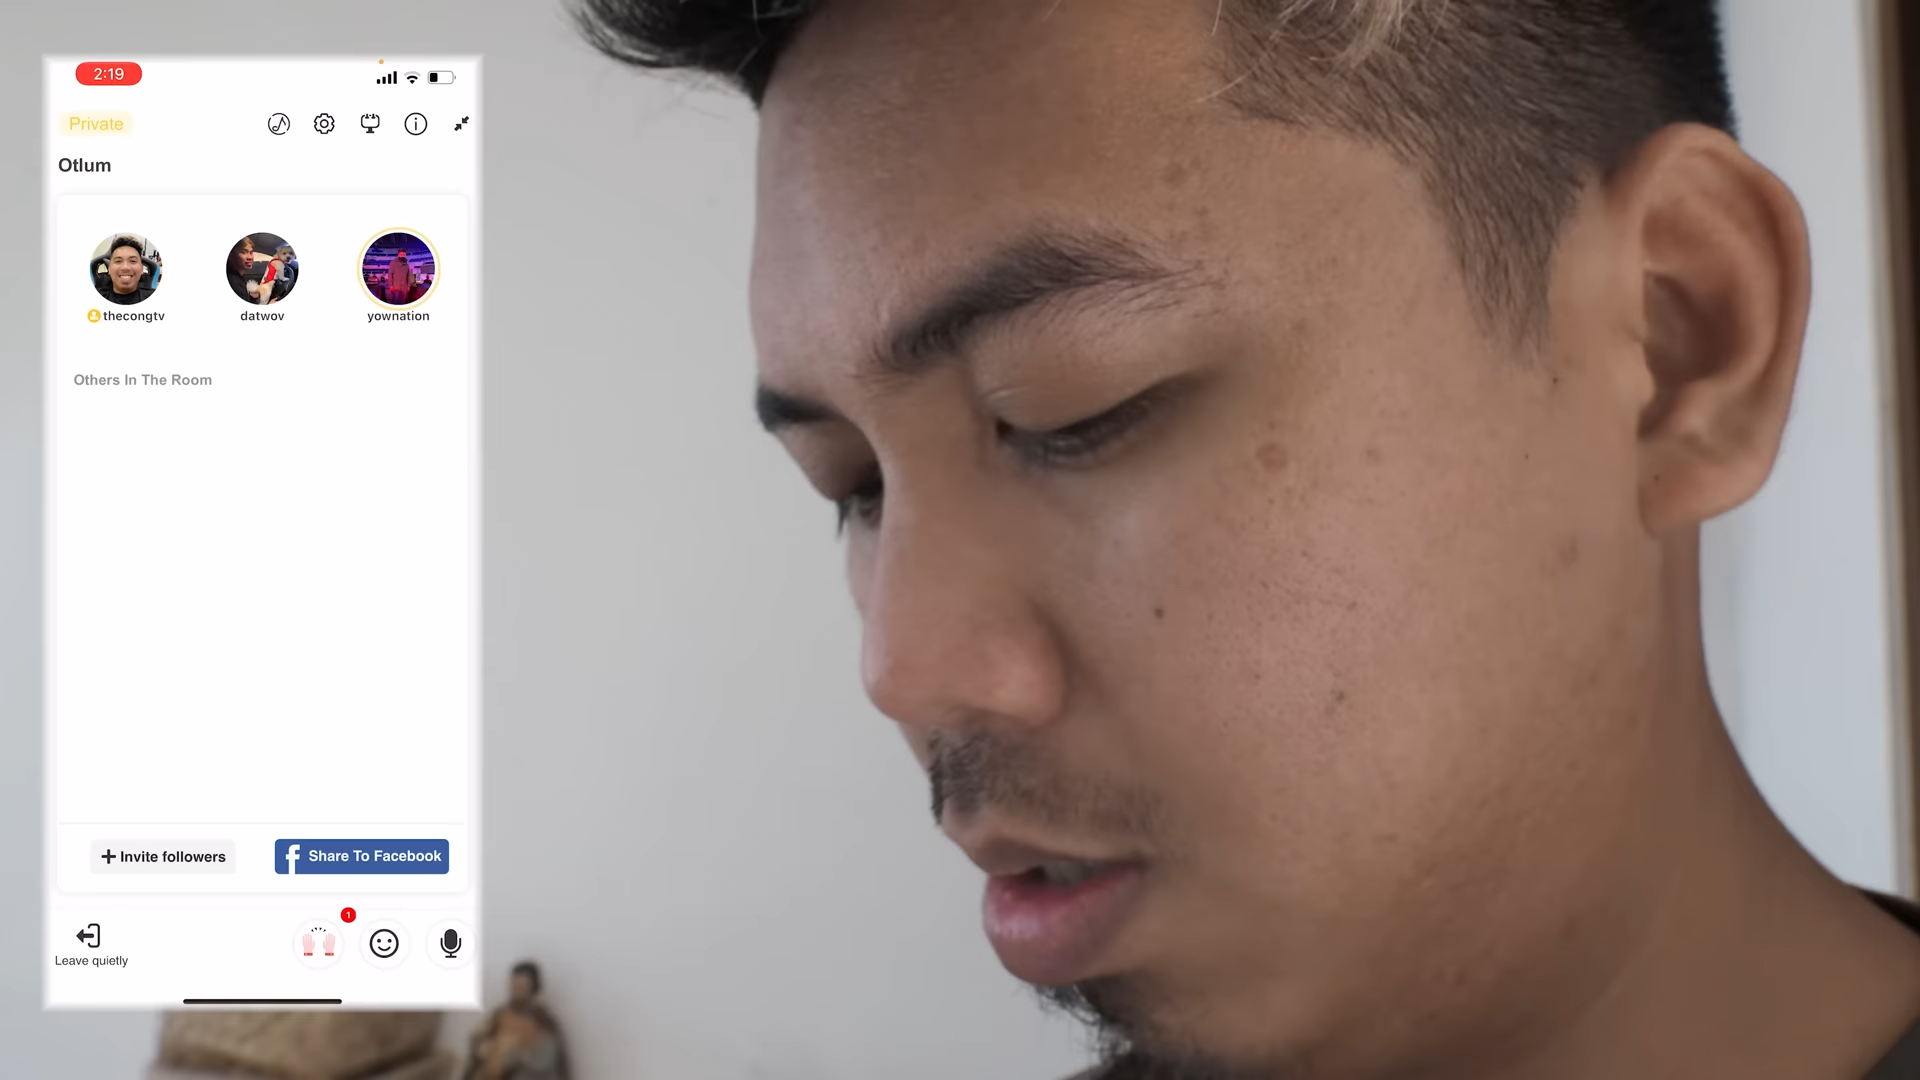 2:19
Private
Otlum
thecongtv
datwov
yownation
Others In The Room
+ Invite followers
f Share To Facebook
1
Leave quietly